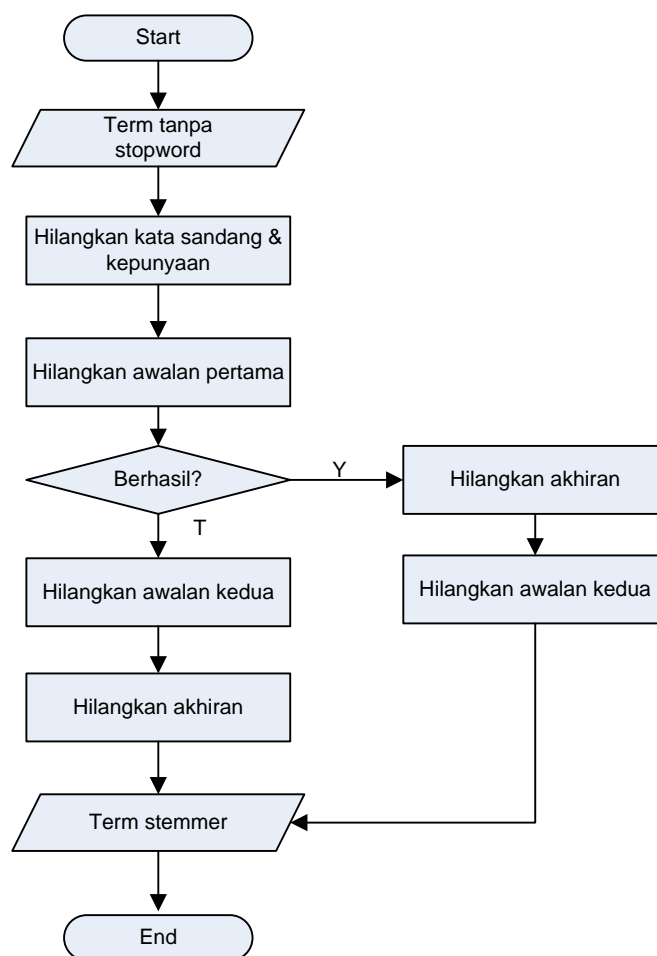 Start
Term tanpa
stopword
Hilangkan kata sandang &
kepunyaan
Hilangkan awalan pertama
Berhasil?
Y
Hilangkan akhiran
T
Hilangkan awalan kedua
Hilangkan awalan kedua
Hilangkan akhiran
Term stemmer
End